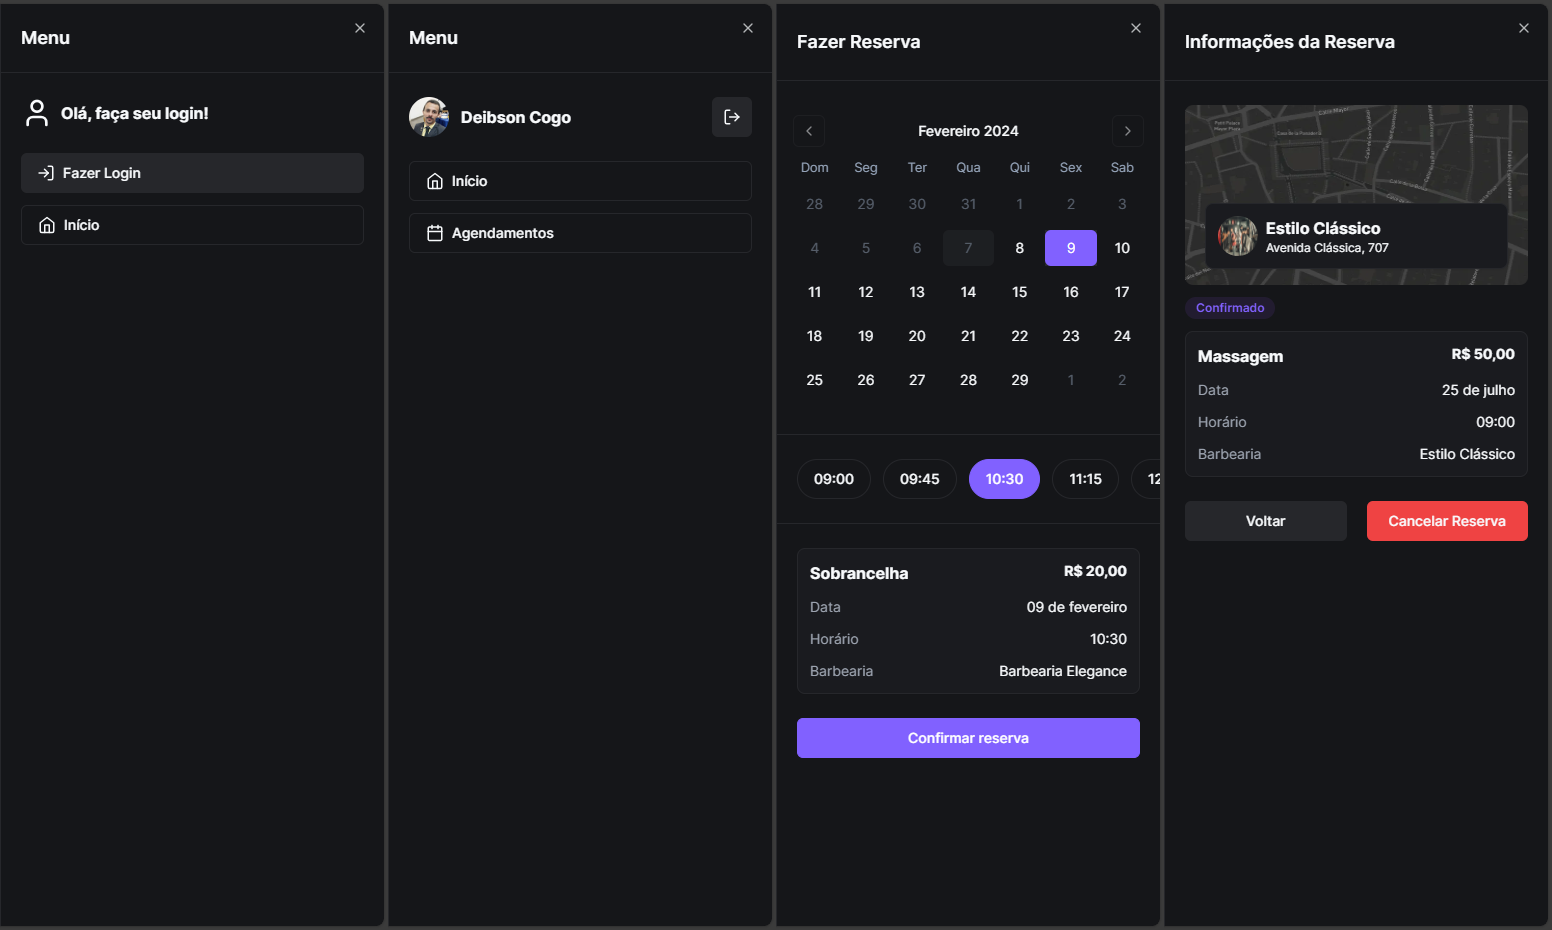 Menu
Olá, faça seu login!
Fazer Login
Início
Menu
Deibson Cogo
Início
Agendamentos
Fazer Reserva
Fevereiro 2024
Dom Seg Ter Qua Qui Sex Sab
28 29 30 31 1 2 3
4 5 6 7 8 9 10
11 12 13 14 15 16 17
18 19 20 21 22 23 24
25 26 27 28 29 1 2
09:00 09:45 10:30 11:15 12
Sobrancelha R$ 20,00
Data 09 de fevereiro
Horário 10:30
Barbearia Barbearia Elegance
Confirmar reserva
Informações da Reserva
Estilo Clássico
Avenida Clássica, 707
Confirmado
Massagem R$ 50,00
Data 25 de julho
Horário 09:00
Barbearia Estilo Clássico
Voltar Cancelar Reserva